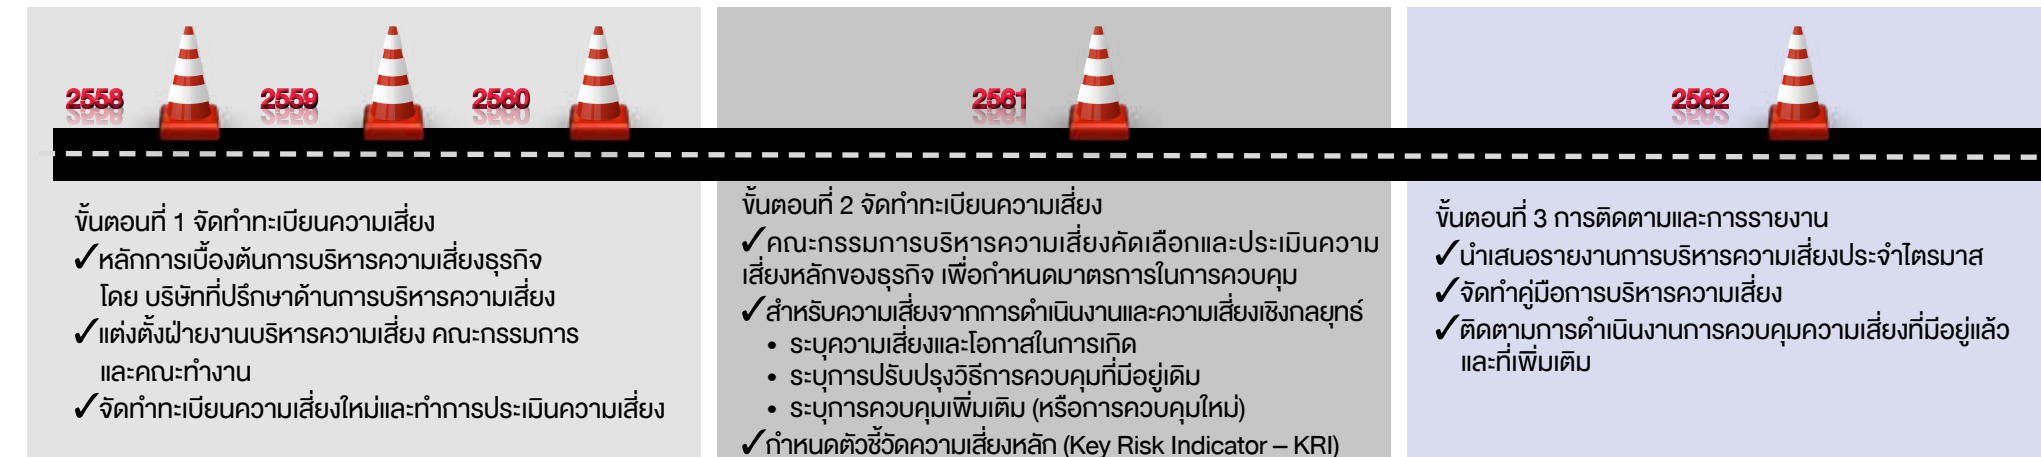 2558 2559 2560
ขั้นตอนที่ 1 จัดทำทะเบียนความเสี่ยง
✓หลักการเบื้องต้นการบริหารความเสี่ยงธุรกิจ
โดย บริษัทที่ปรึกษาด้านการบริหารความเสี่ยง
✓แต่งตั้งฝ่ายงานบริหารความเสี่ยง คณะกรรมการ
และคณะทำงาน
✓จัดทำทะเบียนความเสี่ยงใหม่และทำการประเมินความเสี่ยง
2561
ขั้นตอนที่ 2 จัดทำทะเบียนความเสี่ยง
✓คณะกรรมการบริหารความเสี่ยงคัดเลือกและประเมินความ
เสี่ยงหลักของธุรกิจ เพื่อกำหนดมาตรการในการควบคุม
✓สำหรับความเสี่ยงจากการดำเนินงานและความเสี่ยงเชิงกลยุทธ์
• ระบุความเสี่ยงและโอกาสในการเกิด
• ระบุการปรับปรุงวิธีการควบคุมที่มีอยู่เดิม
• ระบุการควบคุมเพิ่มเติม (หรือการควบคุมใหม่)
✓กำหนดตัวชี้วัดความเสี่ยงหลัก (Key Risk Indicator – KRI)
2562
ขั้นตอนที่ 3 การติดตามและการรายงาน
✓นำเสนอรายงานการบริหารความเสี่ยงประจำไตรมาส
✓จัดทำคู่มือการบริหารความเสี่ยง
✓ติดตามการดำเนินงานการควบคุมความเสี่ยงที่มีอยู่แล้ว
และที่เพิ่มเติม